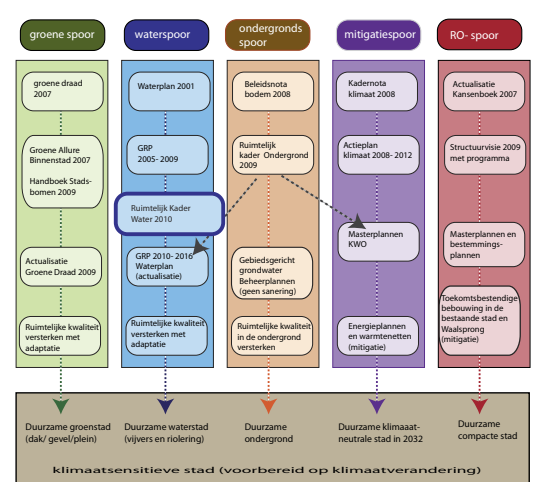 groene spoor
waterspoor
ondergronds
spoor
mitigatiespoor
RO- spoor
groene draad
2007
Groene Allure
Binnenstad 2007
Handboek Stads-
bomen 2009
Actualisatie
Groene Draad 2009
Ruimtelijke kwaliteit
versterken met
adaptatie
Waterplan 2001
GRP
2005- 2009
Ruimtelijk Kader
Water 2010
GRP 2010- 2016
Waterplan
(actualisatie)
Ruimtelijke kwaliteit
versterken met
adaptatie
Beleidsnota
bodem 2008
Ruimtelijk
kader Ondergrond
2009
Gebiedsgericht
grondwater
Beheerplannen
(geen sanering)
Ruimtelijke kwaliteit
in de ondergrond
versterken
Kadernota
klimaat 2008
Actieplan
klimaat 2008- 2012
Masterplannen
KWO
Energieplannen
en warmtenetten
(mitigatie)
Actualisatie
Kansenboek 2007
Structuurvisie 2009
met programma
Masterplannen en
bestemmings-
plannen
Toekomtsbestendige
bebouwing in de
bestaande stad en
Waalsprong
(mitigatie)
Duurzame groenstad
(dak/ gevel/plein)
Duurzame waterstad
(vijvers en riolering)
Duurzame
ondergrond
Duurzame klimaaat-
neutrale stad in 2032
Duurzame
compacte stad
klimaatsensitieve stad (voorbereid op klimaatverandering)